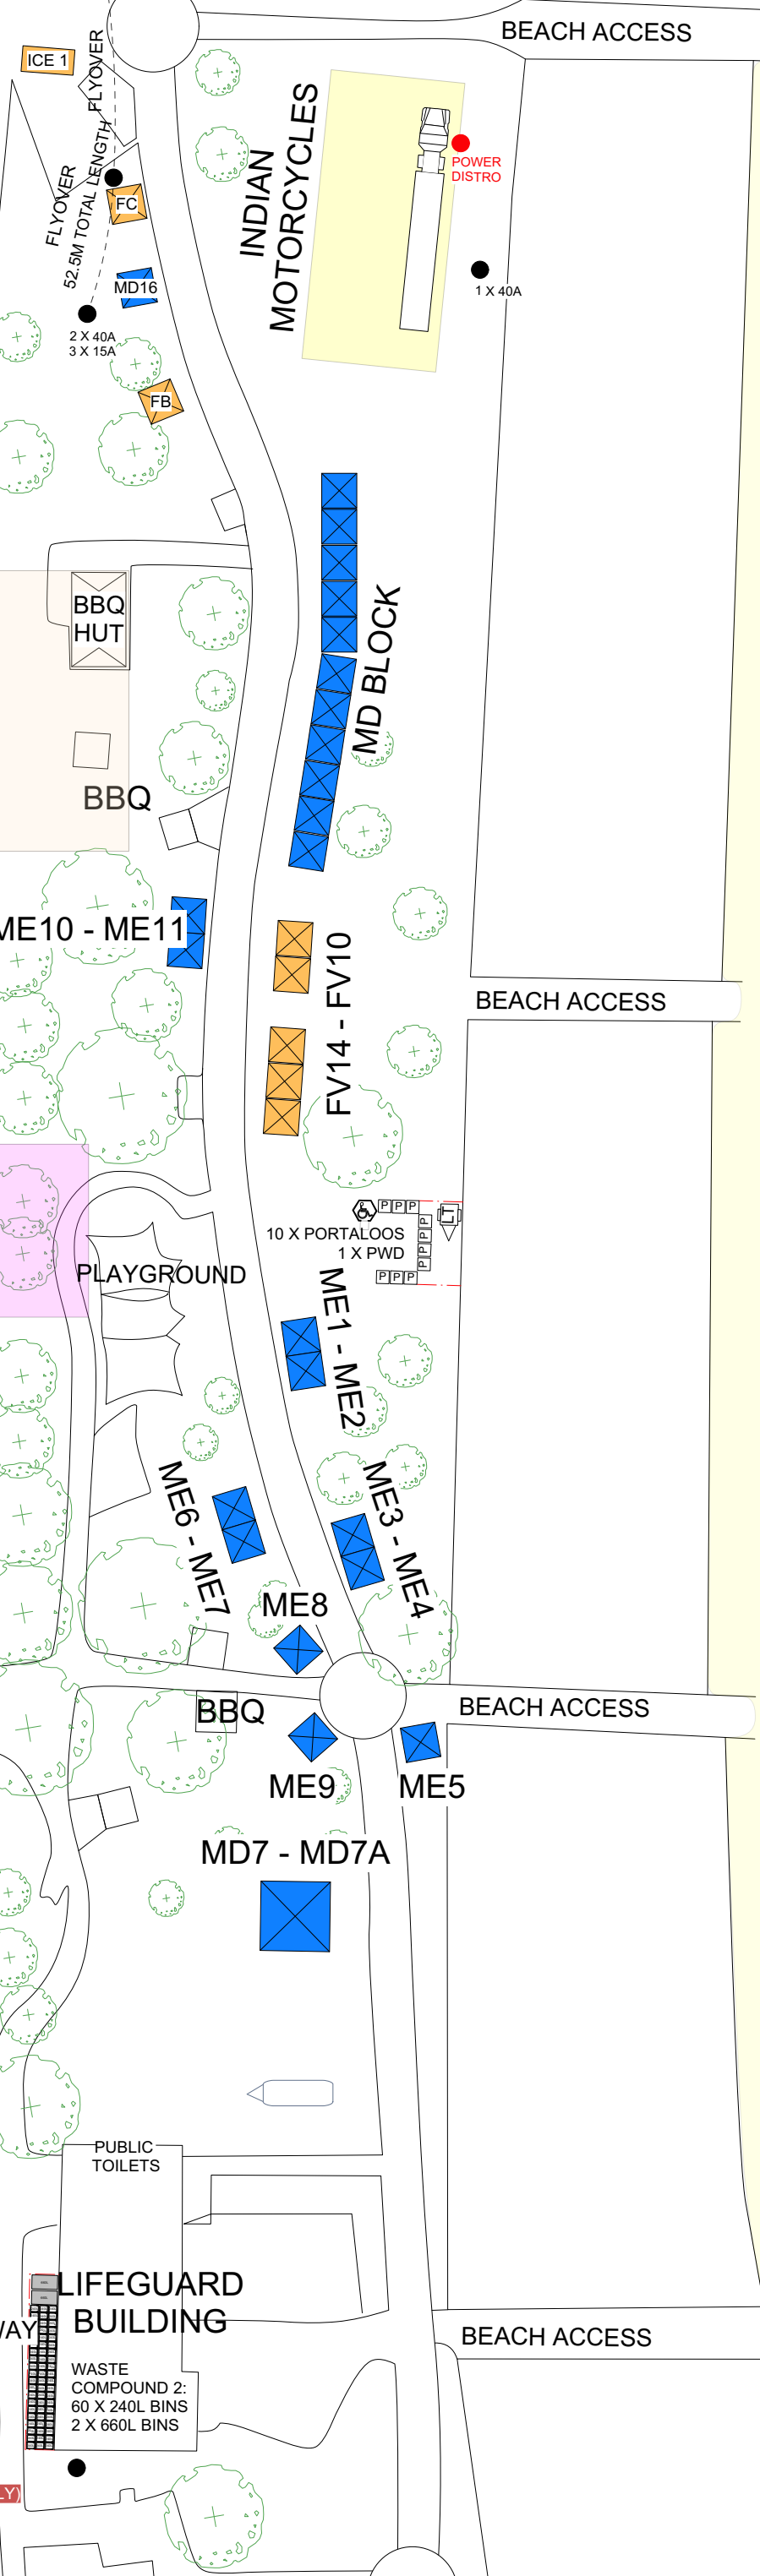 BEACH ACCESS
ICE 1
FLYOVER
FLYOVER
52.5M TOTAL LENGTH
INDIAN
MOTORCYCLES
POWER
DISTRO
FC
MD16
1 X 40A
2 X 40A
3 X 15A
FB
BBQ
HUT
MD BLOCK
BBQ
ME10 - ME11
FV14 - FV10
BEACH ACCESS
P P P
LT
10 X PORTALOOS
1 X PWD
P
P
P
P
P P P
PLAYGROUND
ME1 - ME2
ME6 - ME7
ME3 - ME4
ME8
BBQ
BEACH ACCESS
ME9
ME5
MD7 - MD7A
PUBLIC
TOILETS
LIFEGUARD
BUILDING
WAY
BEACH ACCESS
WASTE
COMPOUND 2:
60 X 240L BINS
2 X 660L BINS
LY)